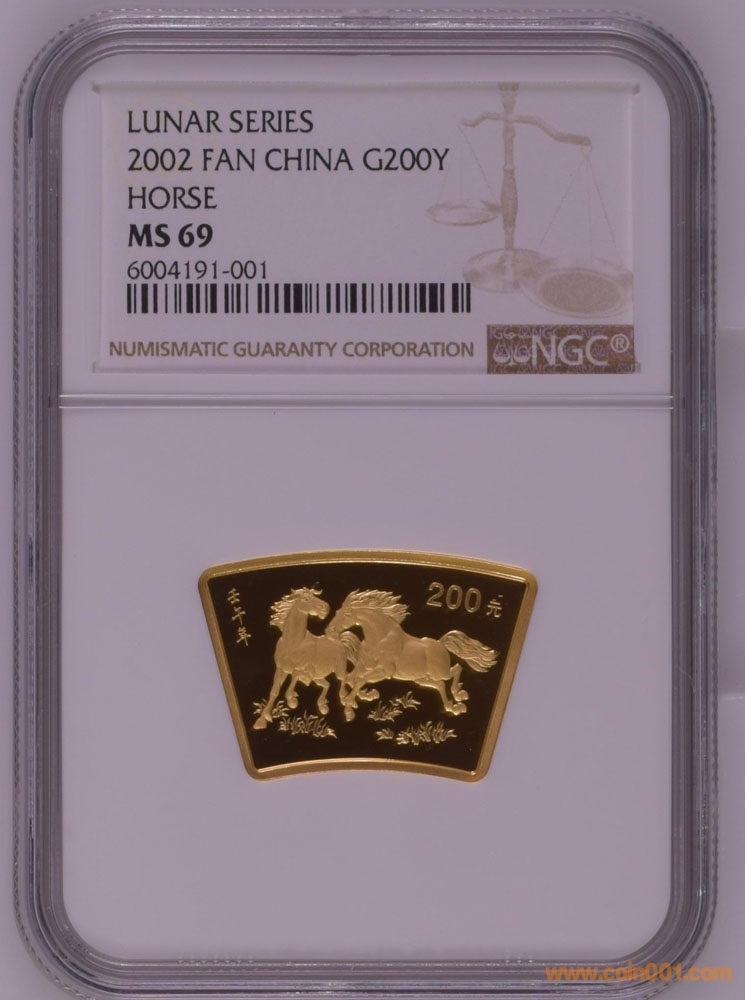 LUNAR SERIES
2002 FAN CHINA G200Y
HORSE
MS 69
6004191-001
NUMISMATIC GUARANTY CORPORATION
NGC®
壬午年
200元
www.coin001.com